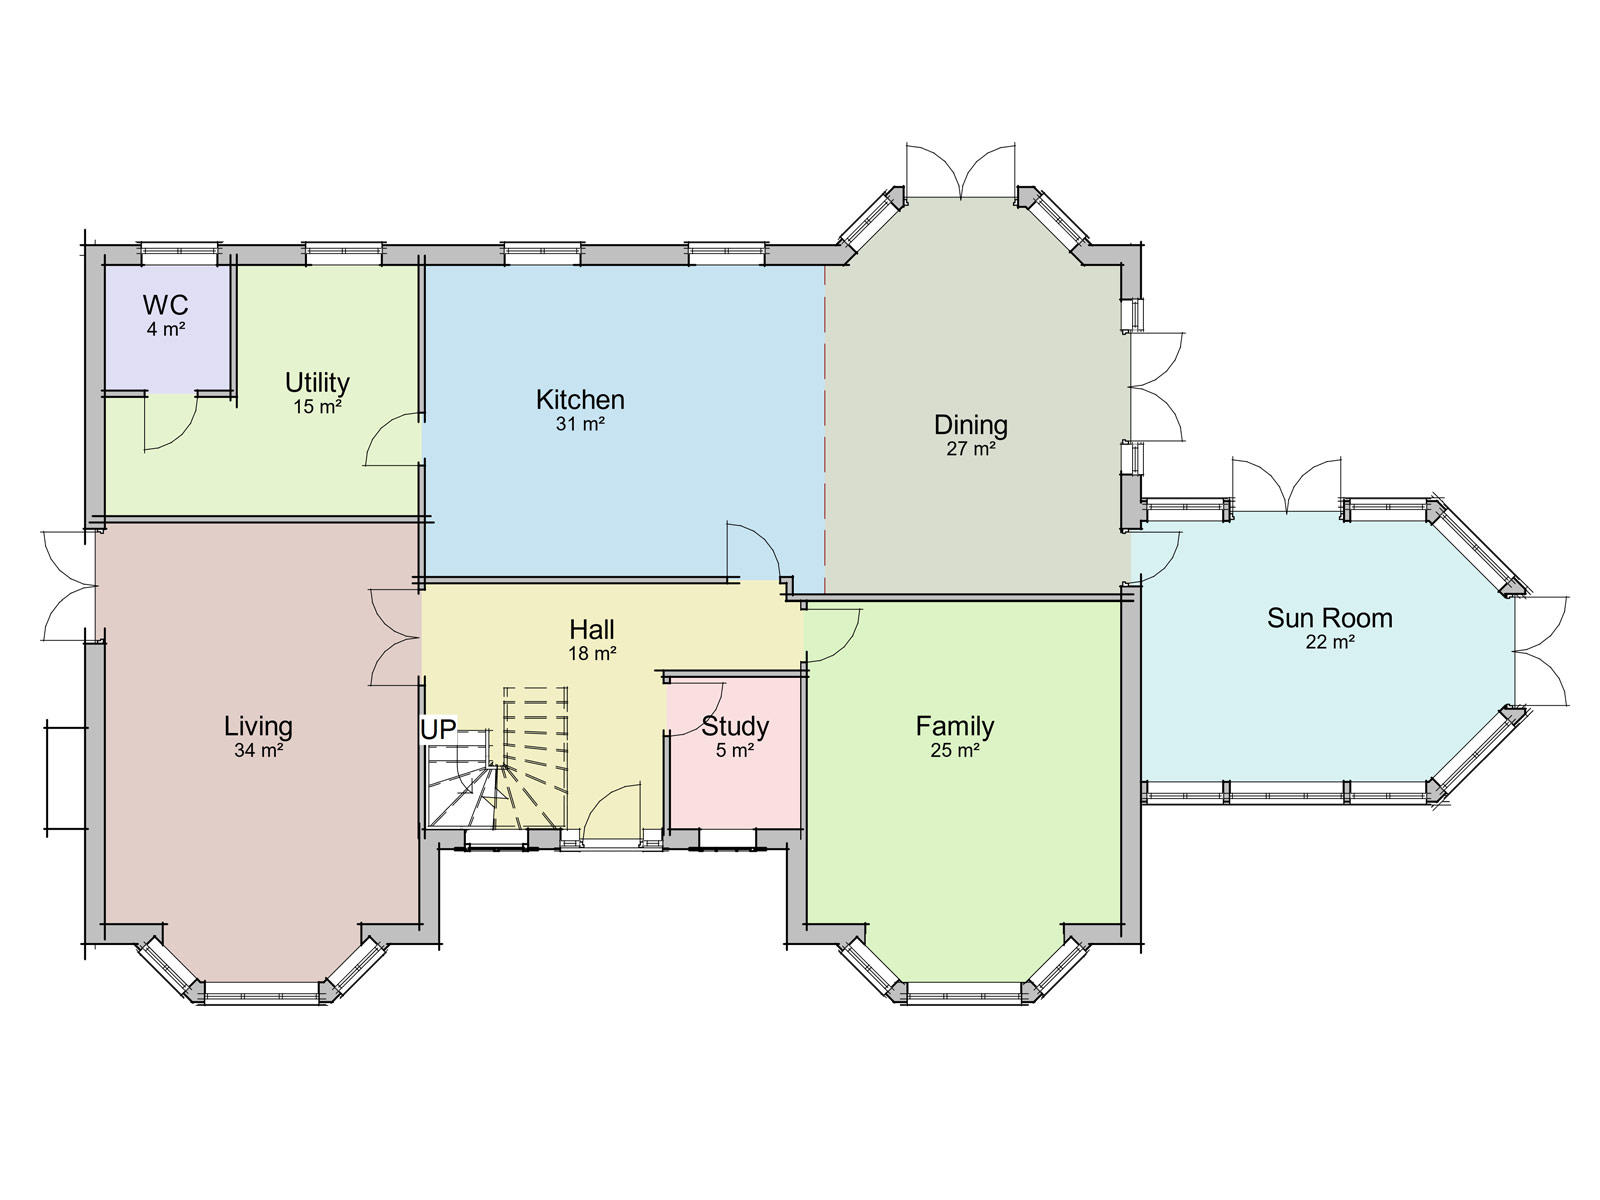 WC
4 m²
Utility
15 m²
Kitchen
31 m²
Dining
27 m²
Hall
18 m²
Sun Room
22 m²
Living
34 m²
UP
Study
5 m²
Family
25 m²